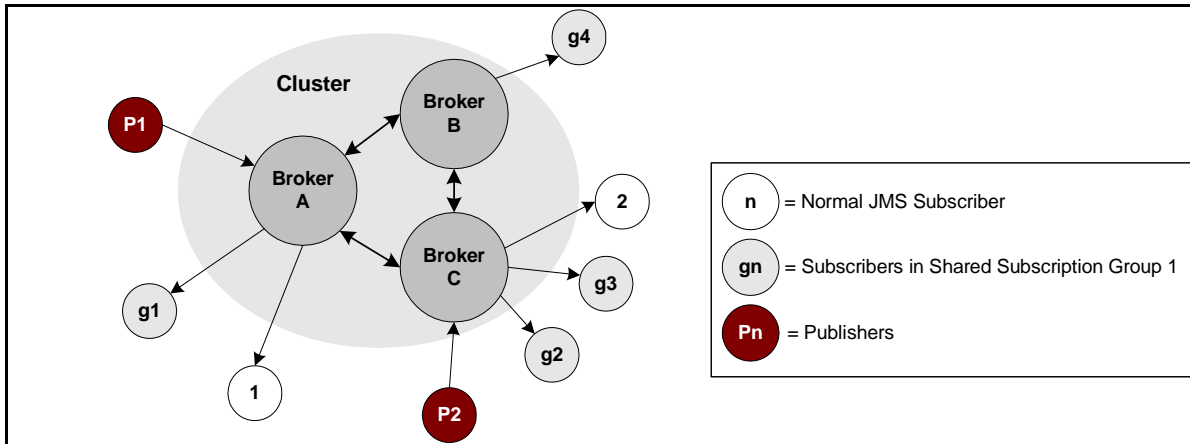 g4
Cluster
Broker
B
P1
Broker
A
2
Broker
C
g3
g1
g2
1
P2
n = Normal JMS Subscriber
gn = Subscribers in Shared Subscription Group 1
Pn = Publishers